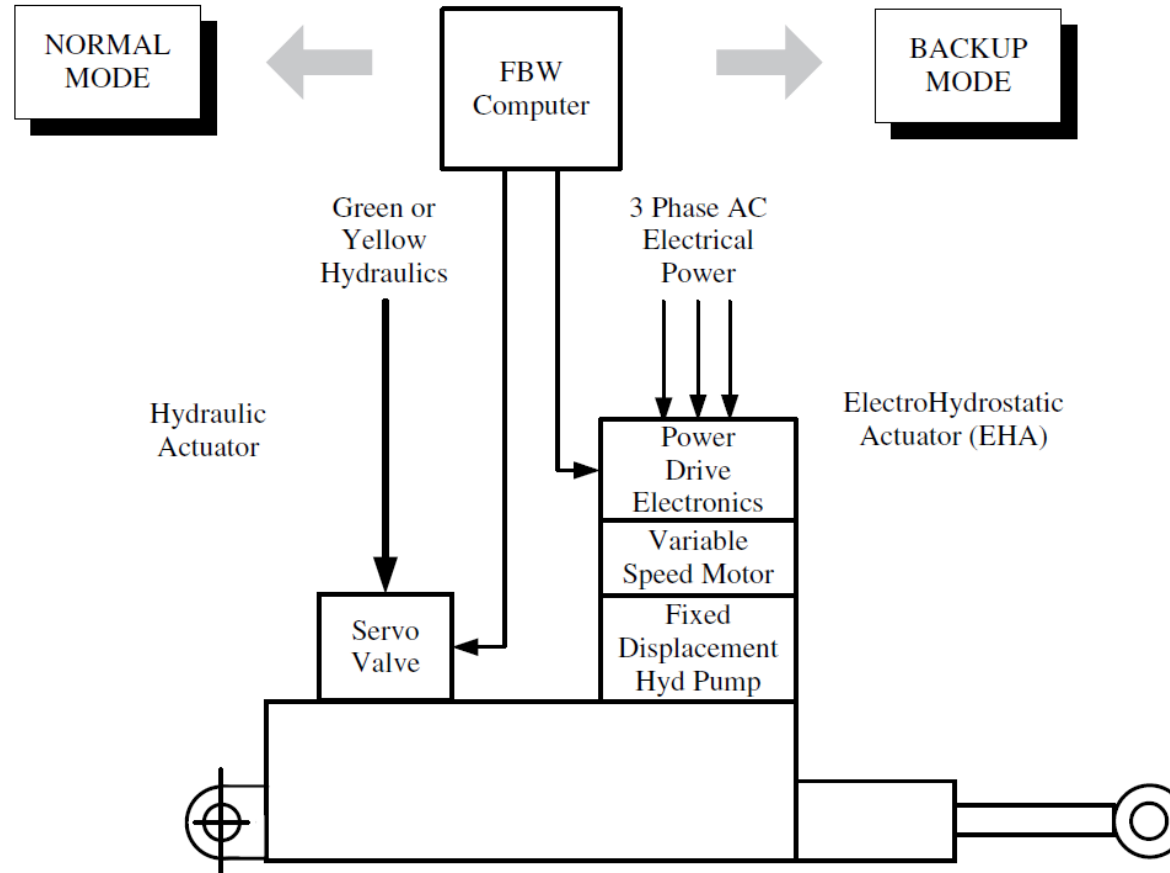 NORMAL
MODE
FBW
Computer
BACKUP
MODE
Green or
Yellow
Hydraulics
3 Phase AC
Electrical
Power
Hydraulic
Actuator
ElectroHydrostatic
Actuator (EHA)
Power
Drive
Electronics
Variable
Speed Motor
Servo
Valve
Fixed
Displacement
Hyd Pump